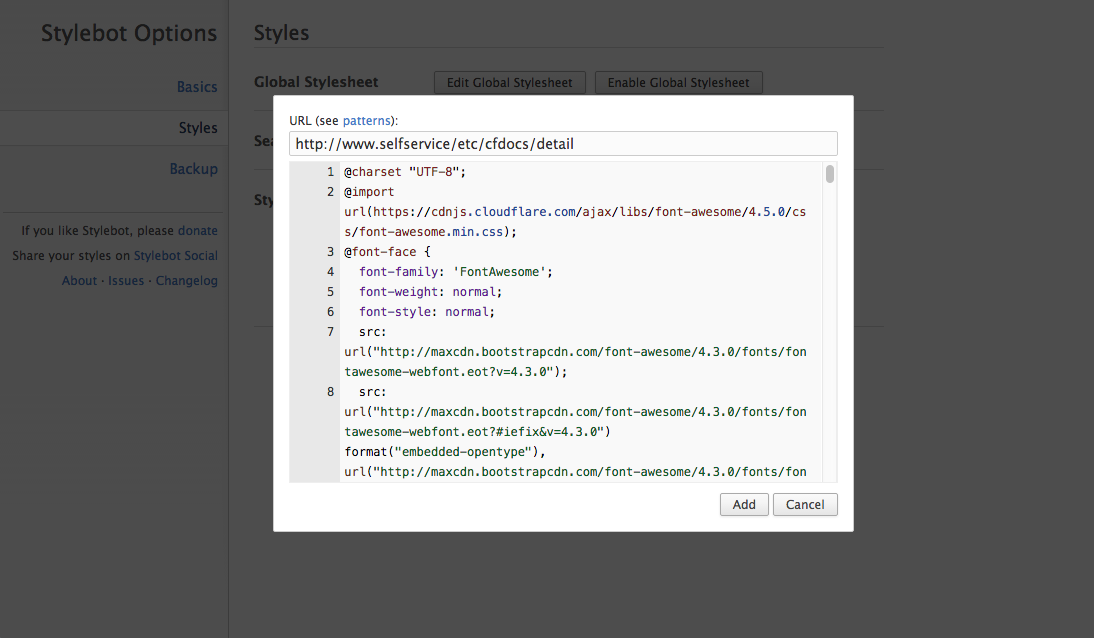 Stylebot Options
Basics
Styles
Backup
If you like Stylebot, please donate
Share your styles on Stylebot Social
About · Issues · Changelog
Styles
Global Stylesheet
Edit Global Stylesheet
Enable Global Stylesheet
Sea
Sty
URL (see patterns):
http://www.selfservice/etc/cfdocs/detail
1 @charset "UTF-8";
2 @import
url(https://cdnjs.cloudflare.com/ajax/libs/font-awesome/4.5.0/cs
s/font-awesome.min.css);
3 @font-face {
4 font-family: 'FontAwesome';
5 font-weight: normal;
6 font-style: normal;
7 src:
url("http://maxcdn.bootstrapcdn.com/font-awesome/4.3.0/fonts/fon
tawesome-webfont.eot?v=4.3.0");
8 src:
url("http://maxcdn.bootstrapcdn.com/font-awesome/4.3.0/fonts/fon
tawesome-webfont.eot?#iefix&v=4.3.0")
format("embedded-opentype"),
url("http://maxcdn.bootstrapcdn.com/font-awesome/4.3.0/fonts/fon
Add
Cancel